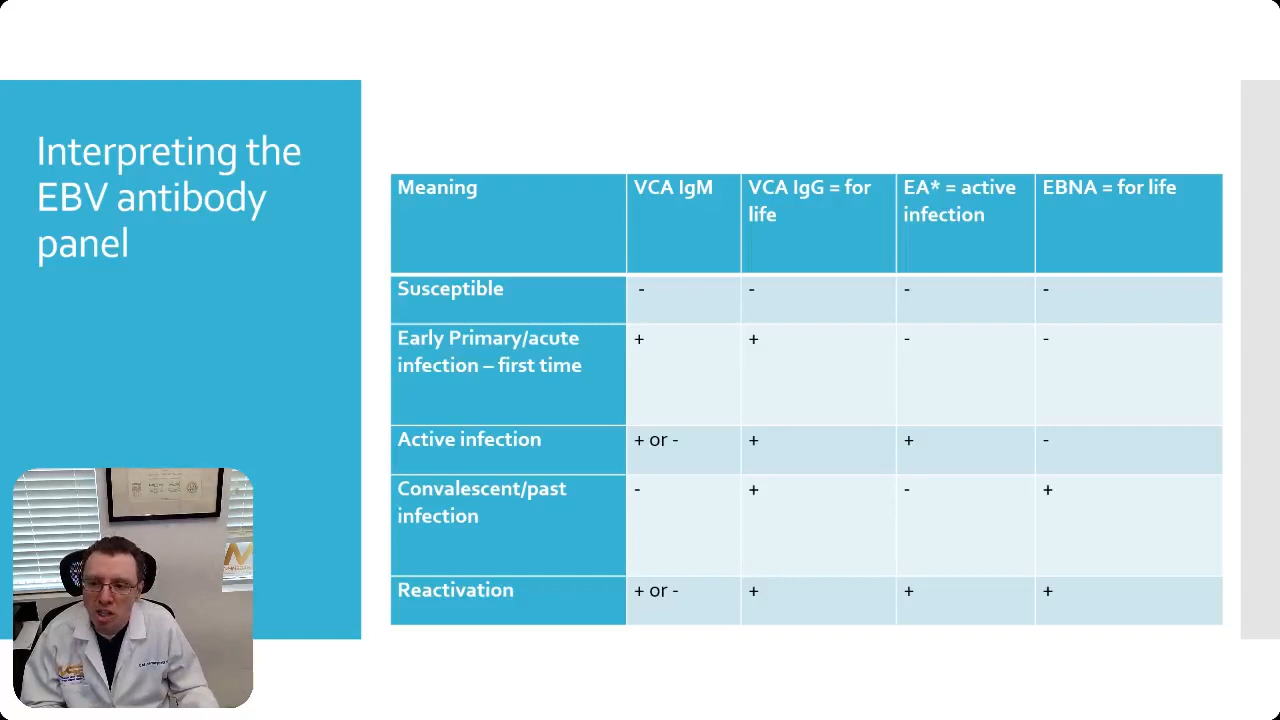 Interpreting the
EBV antibody
panel
Meaning
VCA IgM
VCA IgG = for
life
EA* = active
infection
EBNA = for life
Susceptible
-
-
-
-
Early Primary/acute
infection – first time
+
+
-
-
Active infection
+ or -
+
+
-
Convalescent/past
infection
-
+
-
+
Reactivation
+ or -
+
+
+